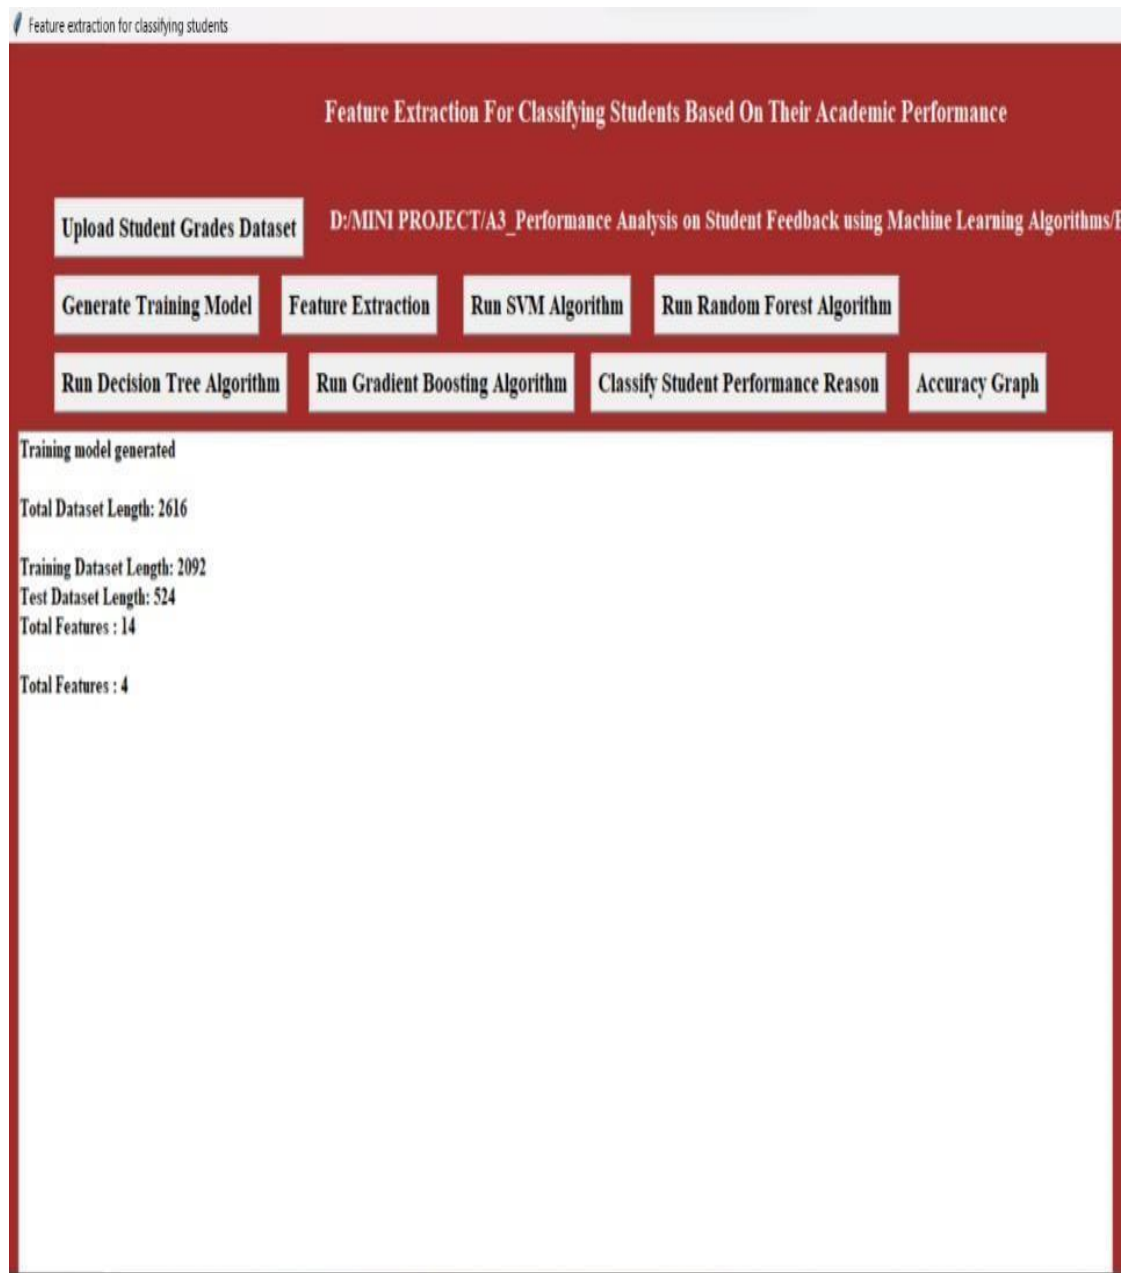 Feature extraction for classifying students
Feature Extraction For Classifying Students Based On Their Academic Performance
Upload Student Grades Dataset
D:/MINI PROJECT/A3_Performance Analysis on Student Feedback using Machine Learning Algorithms/
Generate Training Model
Feature Extraction
Run SVM Algorithm
Run Random Forest Algorithm
Run Decision Tree Algorithm
Run Gradient Boosting Algorithm
Classify Student Performance Reason
Accuracy Graph
Training model generated
Total Dataset Length: 2616
Training Dataset Length: 2092
Test Dataset Length: 524
Total Features : 14
Total Features : 4